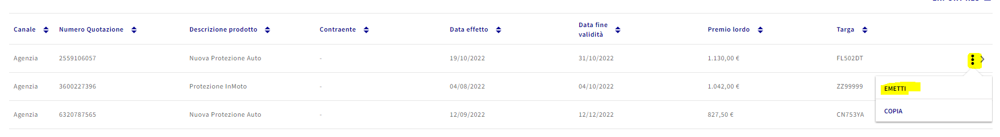 Canale Numero Quotazione Descrizione prodotto Contraente Data effetto Data fine validità Premio lordo Targa
Agenzia 2559106057 Nuova Protezione Auto - 19/10/2022 31/10/2022 1.130,00 € FL502DT
Agenzia 3600227396 Protezione InMoto - 04/08/2022 04/10/2022 1.042,00 € ZZ99999
EMETTI
Agenzia 6320787565 Nuova Protezione Auto - 12/09/2022 12/12/2022 827,50 € CN753YA
COPIA